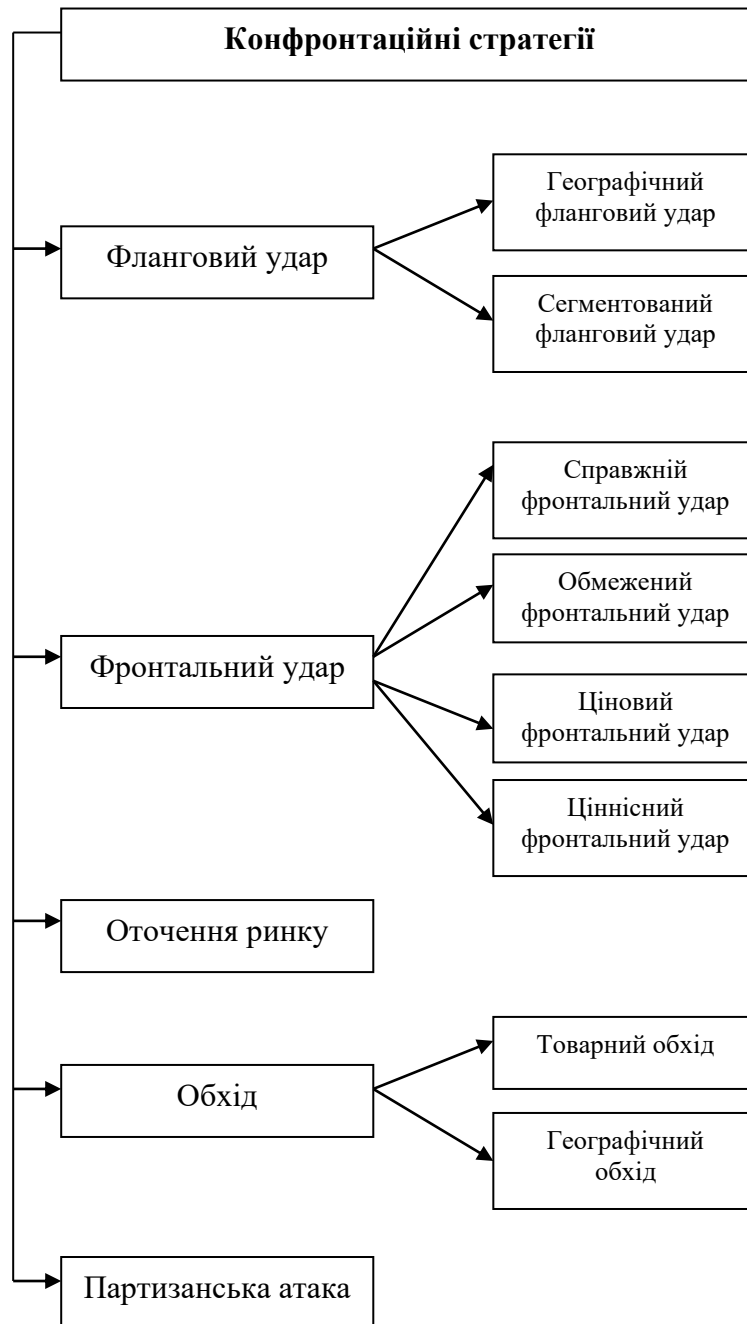 Конфронтаційні стратегії
Фланговий удар
Географічний
фланговий удар
Сегментований
фланговий удар
Фронтальний удар
Справжній
фронтальний удар
Обмежений
фронтальний удар
Ціновий
фронтальний удар
Ціннісний
фронтальний удар
Оточення ринку
Обхід
Товарний обхід
Географічний
обхід
Партизанська атака